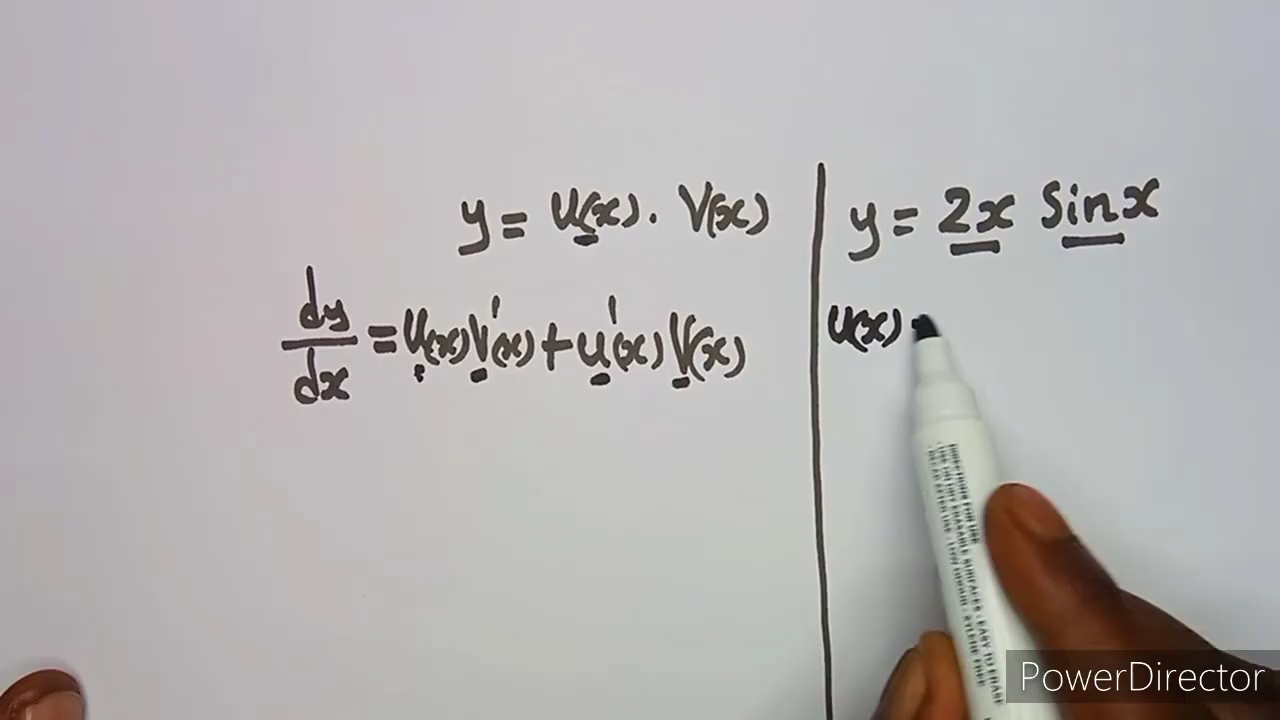 y = U(x) . V(x)
dy/dx = U(x)V'(x) + u'(x)V(x)
y = 2x Sinx
U(x) =
PowerDirector